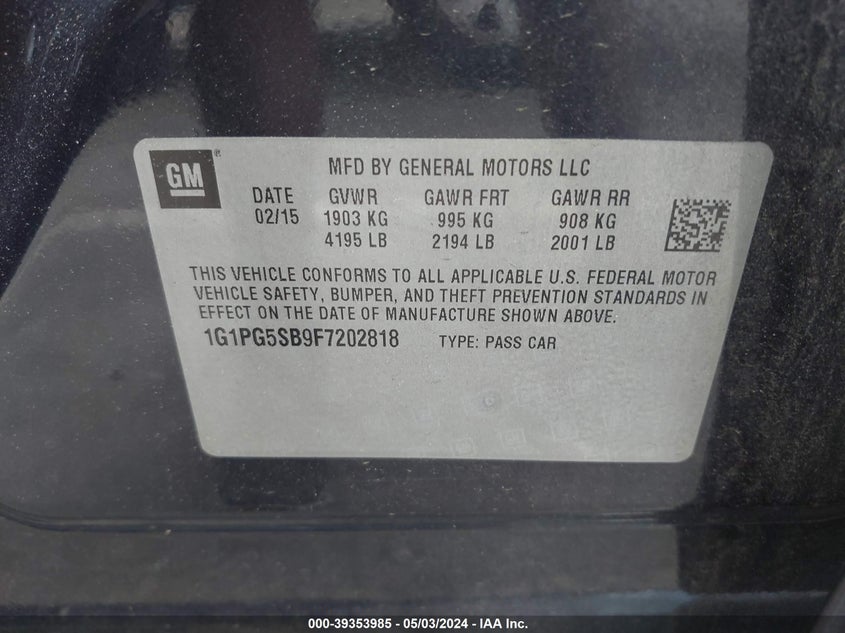 GM®
MFD BY GENERAL MOTORS LLC
DATE GVWR GAWR FRT GAWR RR
02/15 1903 KG 995 KG 908 KG
4195 LB 2194 LB 2001 LB
THIS VEHICLE CONFORMS TO ALL APPLICABLE U.S. FEDERAL MOTOR
VEHICLE SAFETY, BUMPER, AND THEFT PREVENTION STANDARDS IN
EFFECT ON THE DATE OF MANUFACTURE SHOWN ABOVE.
1G1PG5SB9F7202818 TYPE: PASS CAR
000-39353985 - 05/03/2024 - IAA Inc.